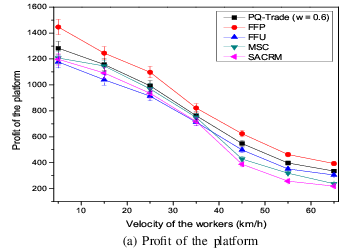 1600
1400
1200
1000
800
600
400
200
Profit of the platform
PQ-Trade (w = 0.6)
FFP
FFU
MSC
SACRM
10 20 30 40 50 60
Velocity of the workers (km/h)
(a) Profit of the platform